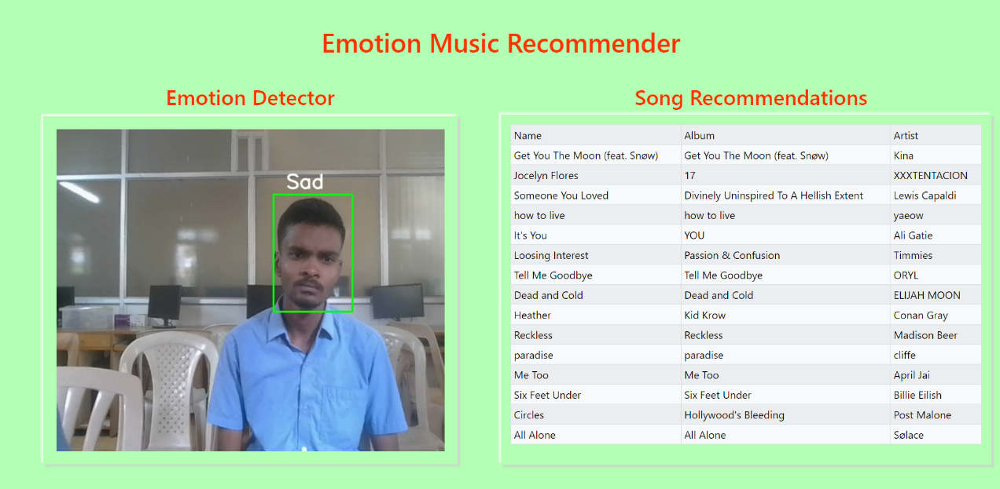 Emotion Music Recommender
Emotion Detector
Sad
Song Recommendations
Name Album Artist
Get You The Moon (feat. Snøw) Get You The Moon (feat. Snøw) Kina
Jocelyn Flores 17 XXXTENTACION
Someone You Loved Divinely Uninspired To A Hellish Extent Lewis Capaldi
how to live how to live yaeow
It's You YOU Ali Gatie
Loosing Interest Passion & Confusion Timmies
Tell Me Goodbye Tell Me Goodbye ORYL
Dead and Cold Dead and Cold ELIJAH MOON
Heather Kid Krow Conan Gray
Reckless Reckless Madison Beer
paradise paradise cliffe
Me Too Me Too April Jai
Six Feet Under Six Feet Under Billie Eilish
Circles Hollywood's Bleeding Post Malone
All Alone All Alone Sølace